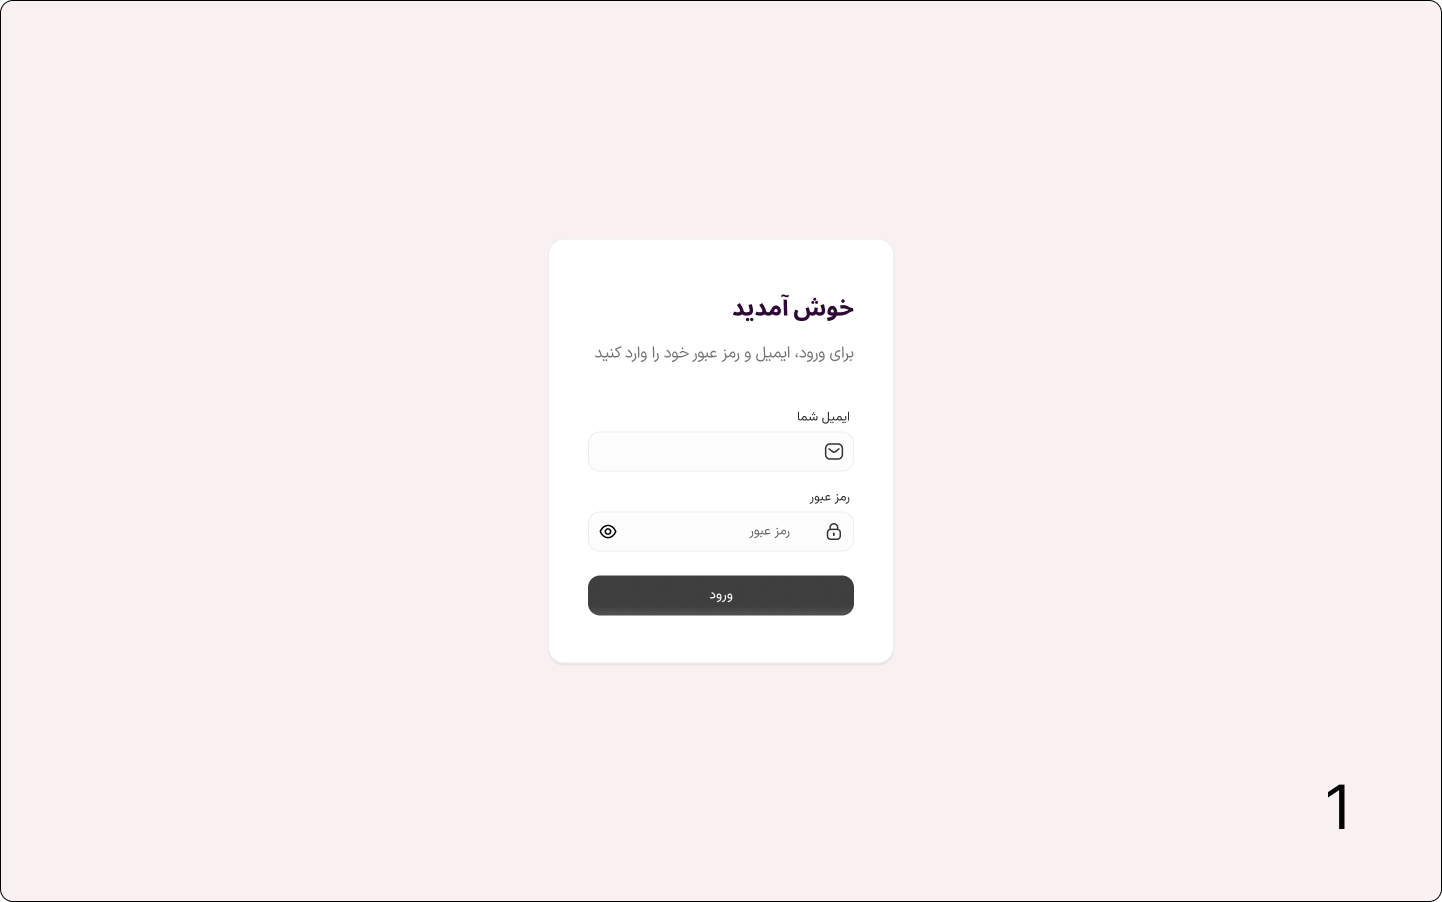 خوش آمدید
برای ورود، ایمیل و رمز عبور خود را وارد کنید
ایمیل شما
رمز عبور
رمز عبور
ورود
1